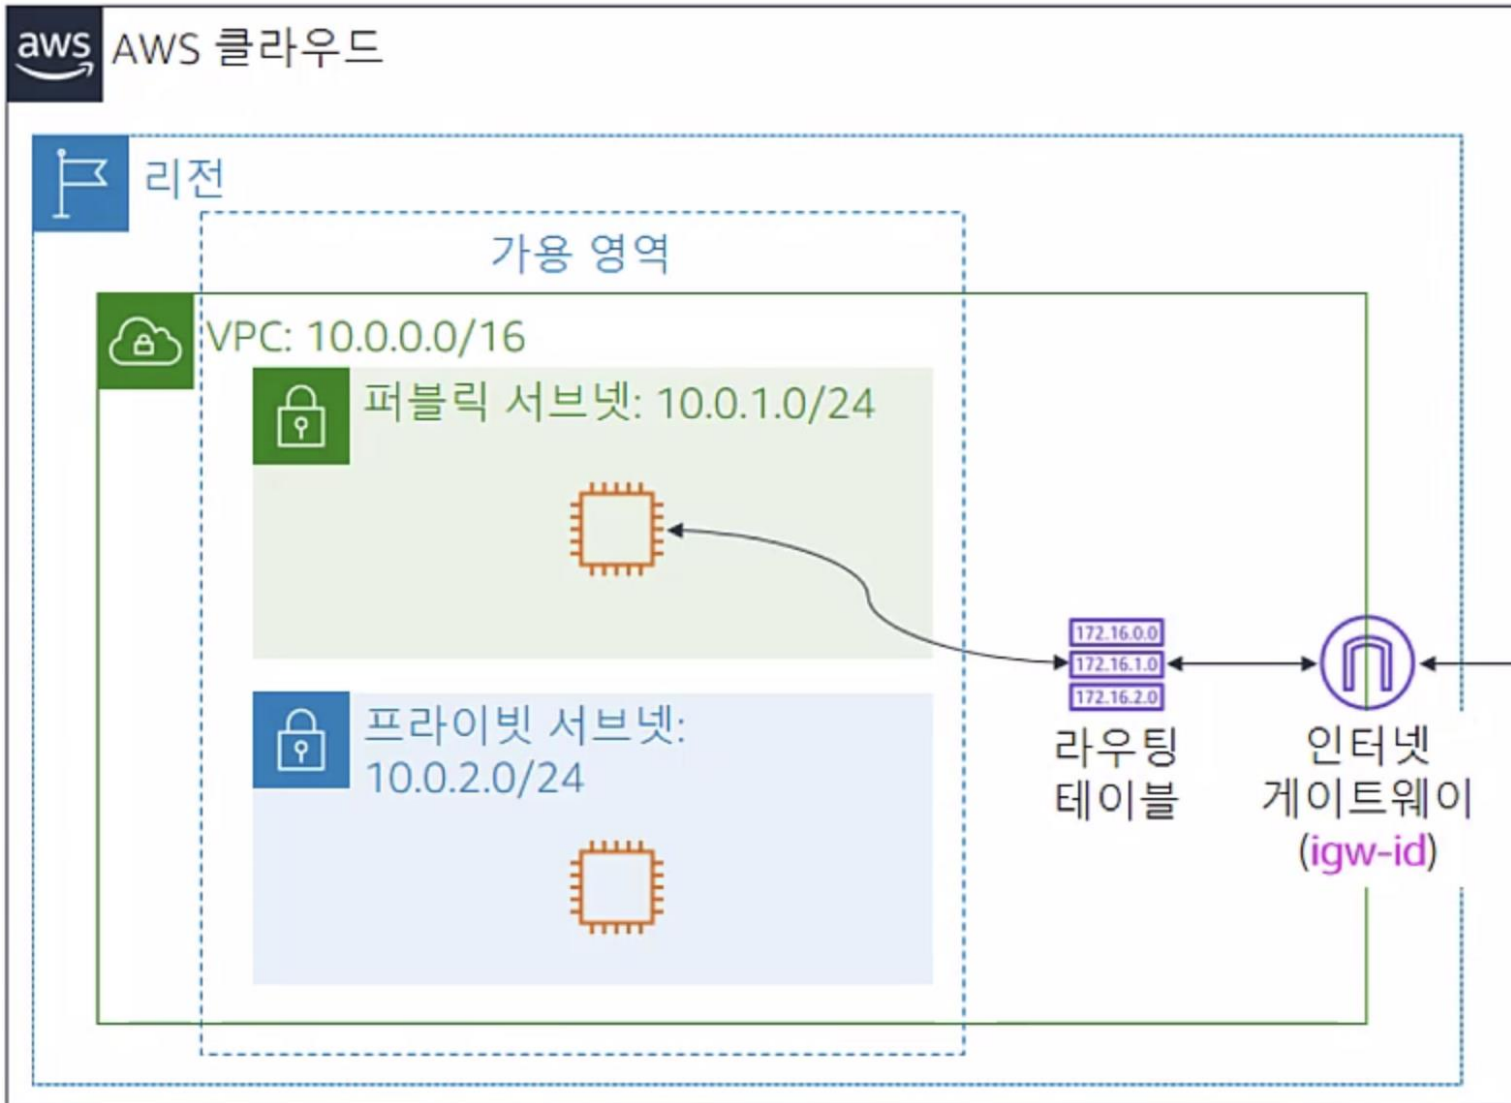 aws
AWS 클라우드
리전
가용 영역
VPC: 10.0.0.0/16
퍼블릭 서브넷: 10.0.1.0/24
172.16.0.0
172.16.1.0
172.16.2.0
라우팅
테이블
인터넷
게이트웨이
(igw-id)
프라이빗 서브넷:
10.0.2.0/24